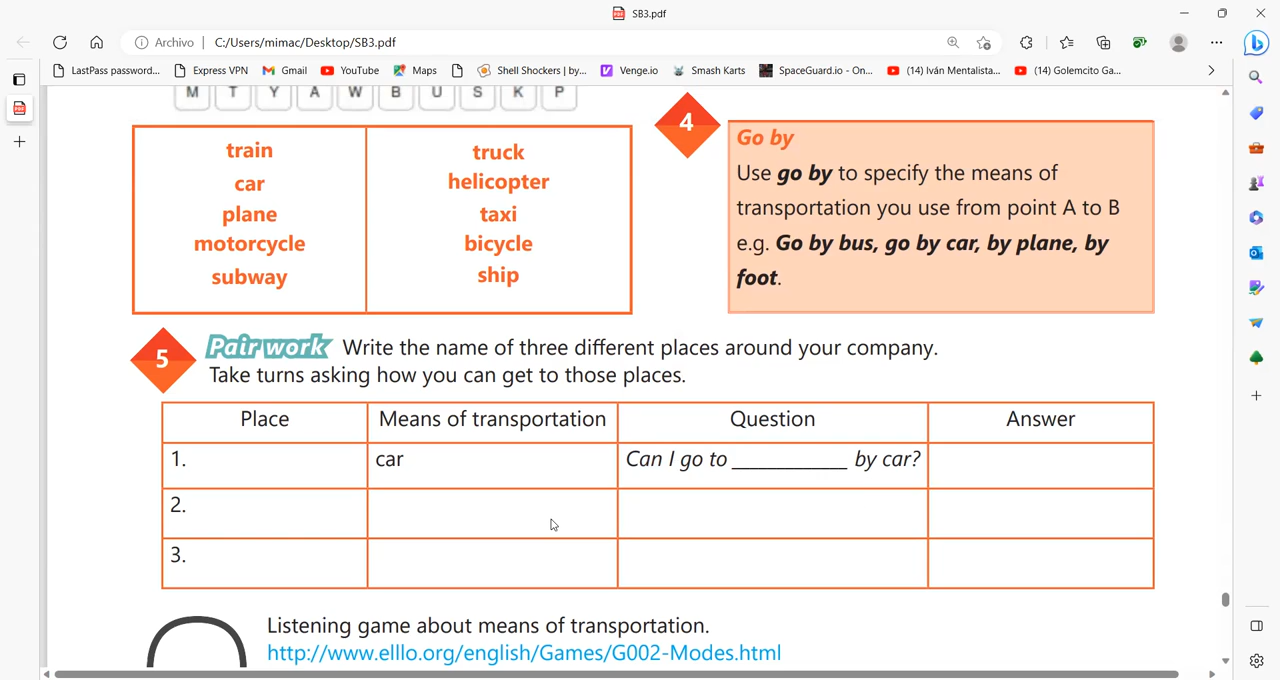 SB3.pdf
Archivo | C:/Users/mimac/Desktop/SB3.pdf
LastPass password... Express VPN Gmail YouTube Maps Shell Shockers | by... Venge.io Smash Karts SpaceGuard.io - On... (14) Iván Mentalista... (14) Golemcito Ga...
M T Y A W B U S K P
train
car
plane
motorcycle
subway
truck
helicopter
taxi
bicycle
ship
4
Go by
Use go by to specify the means of
transportation you use from point A to B
e.g. Go by bus, go by car, by plane, by
foot.
5
Pair work Write the name of three different places around your company.
Take turns asking how you can get to those places.
Place Means of transportation Question Answer
1. car Can I go to ___________ by car?
2.
3.
Listening game about means of transportation.
http://www.elllo.org/english/Games/G002-Modes.html